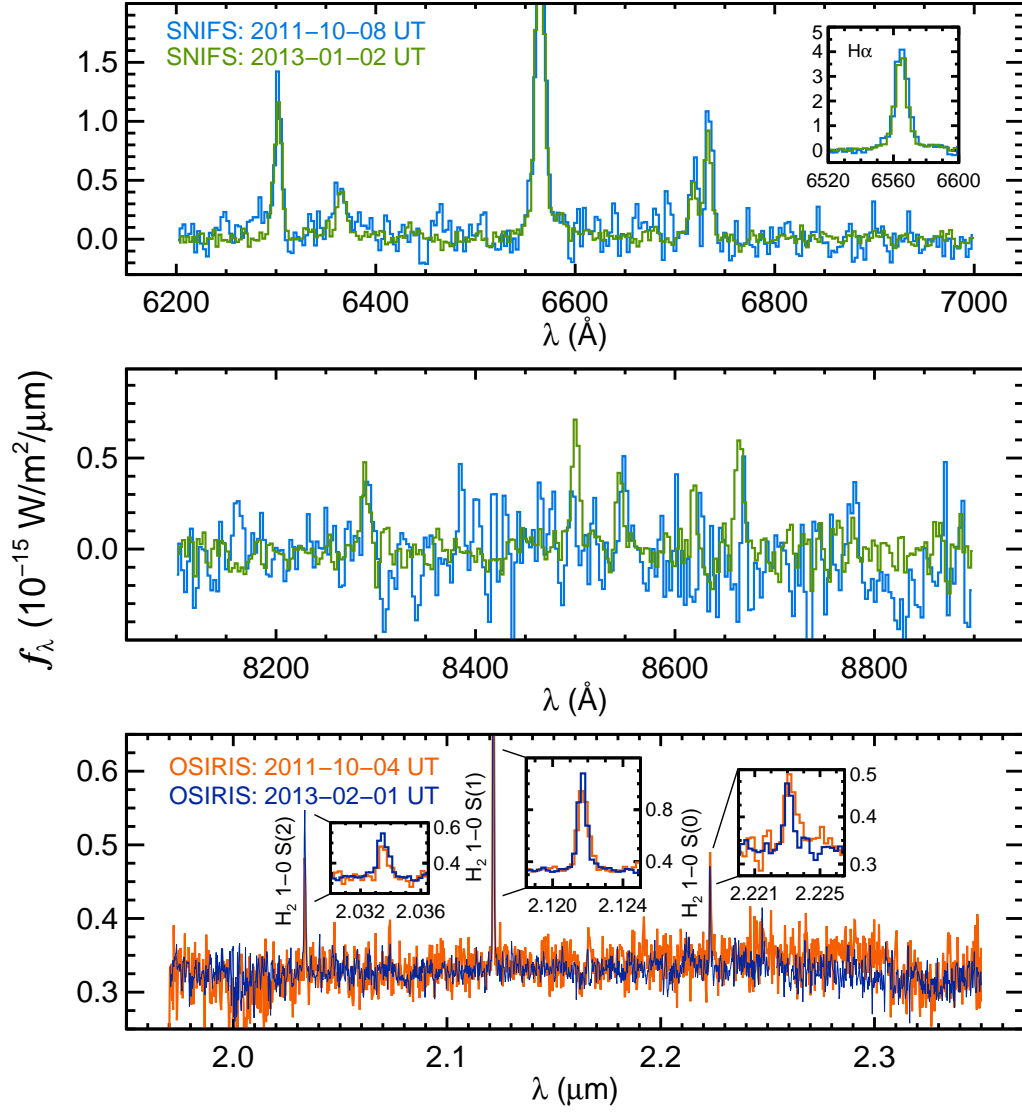 SNIFS: 2011−10−08 UT
SNIFS: 2013−01−02 UT
Hα
4
3
2
1
0
6520 6560 6600
1.5
1.0
0.5
0.0
6200 6400 6600 6800 7000
λ (Å)
fλ (10⁻¹⁵ W/m²/μm)
0.5
0.0
8200 8400 8600 8800
λ (Å)
OSIRIS: 2011−10−04 UT
OSIRIS: 2013−02−01 UT
0.6
0.5
0.4
0.3
H₂ 1−0 S(2)
0.6
0.4
2.032 2.036
H₂ 1−0 S(1)
0.8
0.4
2.120 2.124
H₂ 1−0 S(0)
0.5
0.4
0.3
2.221 2.225
2.0 2.1 2.2 2.3
λ (μm)